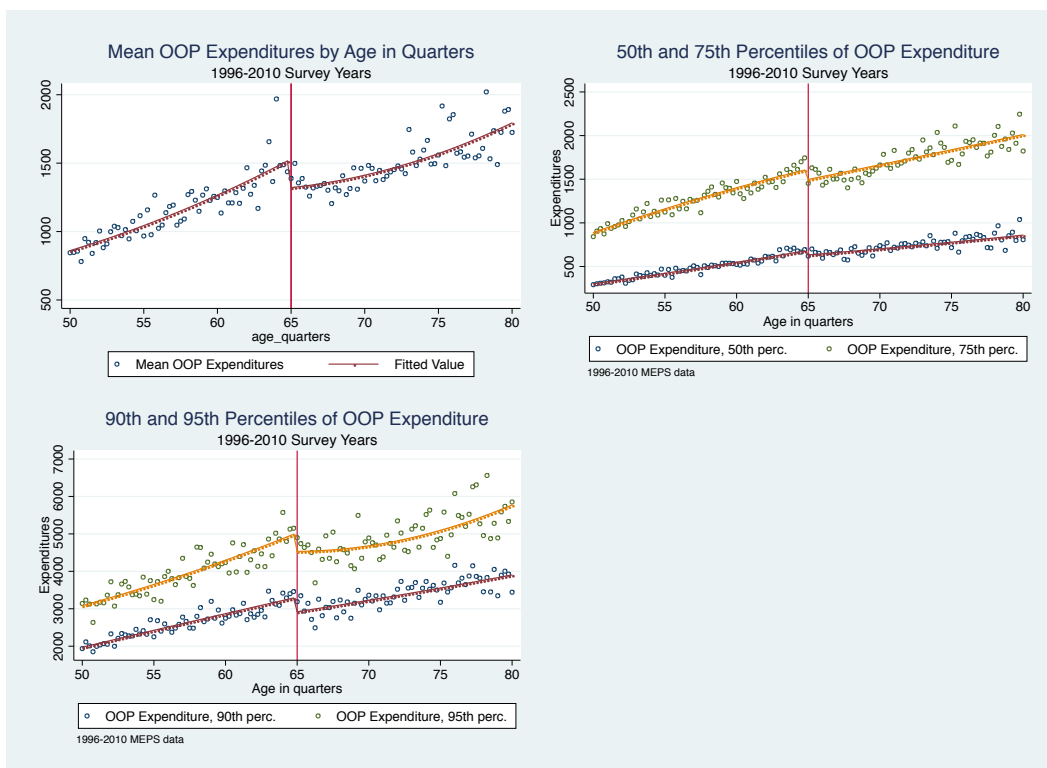 Mean OOP Expenditures by Age in Quarters
1996-2010 Survey Years
2000
1500
1000
500
50 55 60 65 70 75 80
age_quarters
Mean OOP Expenditures Fitted Value
50th and 75th Percentiles of OOP Expenditure
1996-2010 Survey Years
Expenditures
2500
2000
1500
1000
500
50 55 60 65 70 75 80
Age in quarters
OOP Expenditure, 50th perc. OOP Expenditure, 75th perc.
1996-2010 MEPS data
90th and 95th Percentiles of OOP Expenditure
1996-2010 Survey Years
Expenditures
7000
6000
5000
4000
3000
2000
50 55 60 65 70 75 80
Age in quarters
OOP Expenditure, 90th perc. OOP Expenditure, 95th perc.
1996-2010 MEPS data